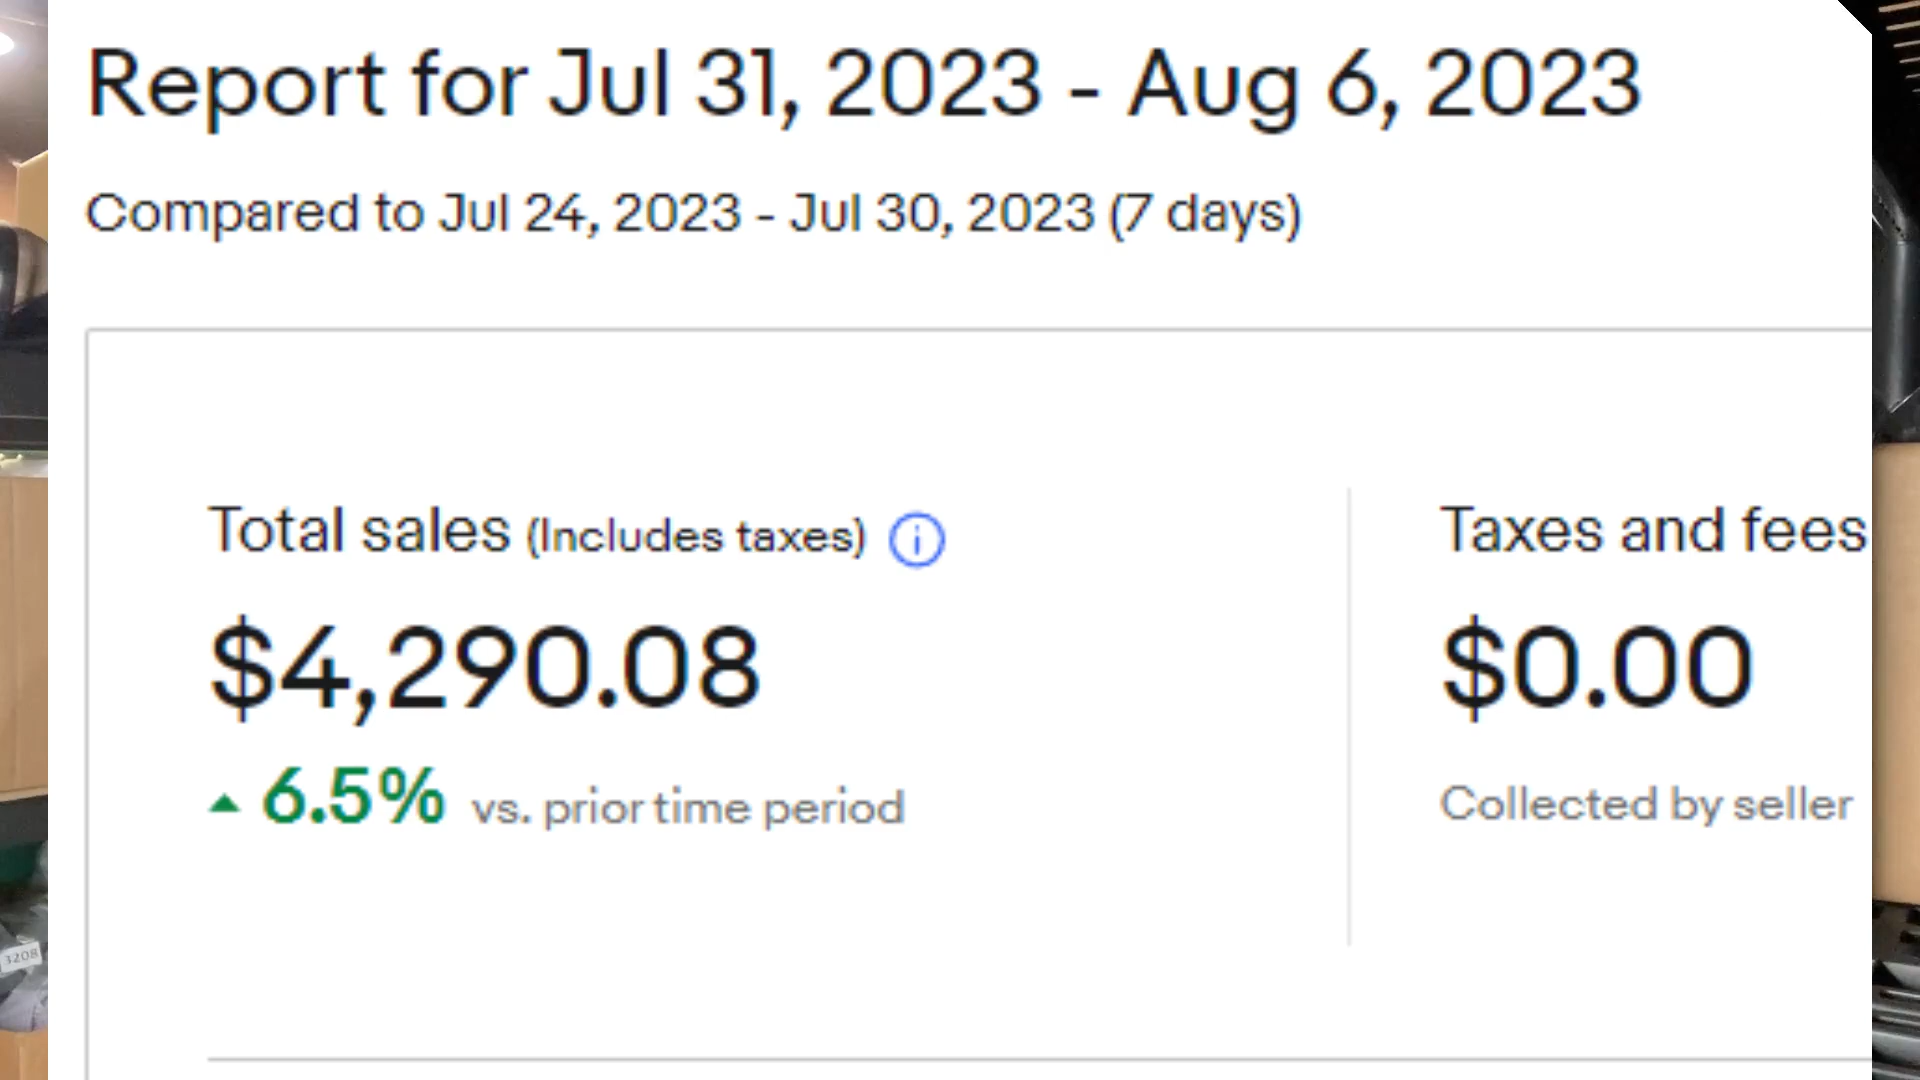 Report for Jul 31, 2023 - Aug 6, 2023
Compared to Jul 24, 2023 - Jul 30, 2023 (7 days)
Total sales (Includes taxes)
Taxes and fees
$4,290.08
$0.00
6.5% vs. prior time period
Collected by seller
3208